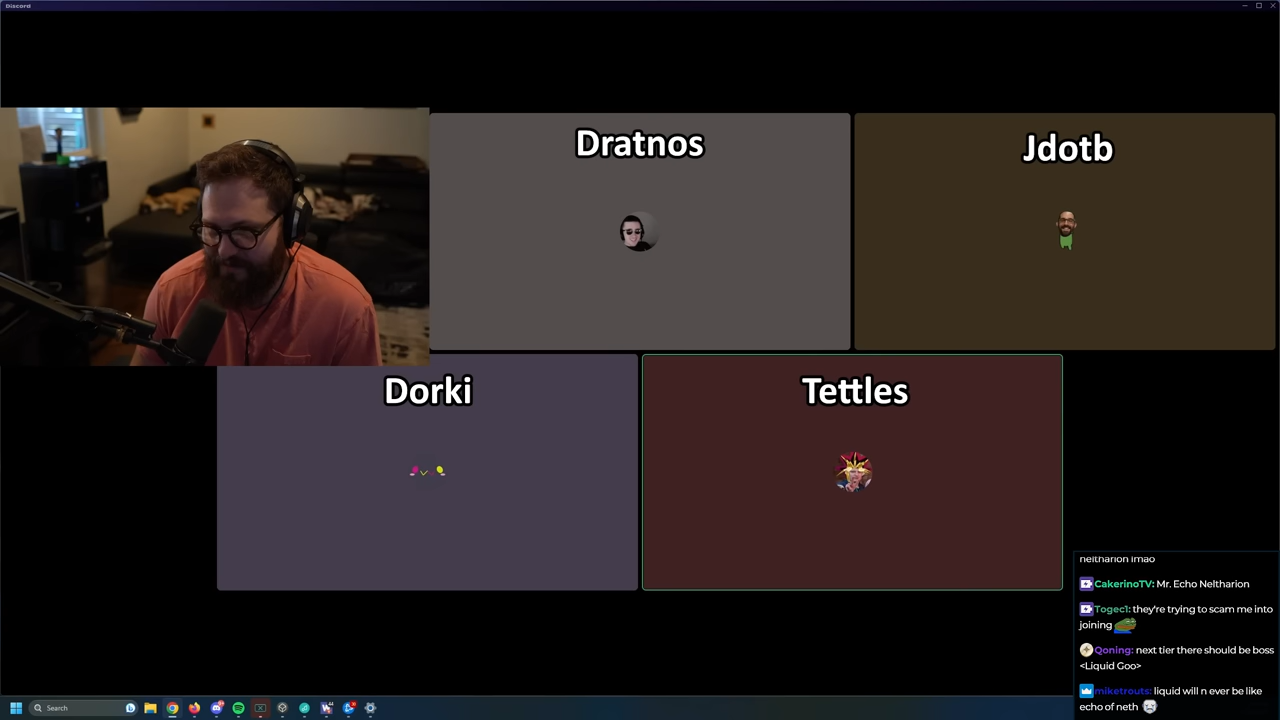 Discord
Dratnos
Jdotb
Dorki
Tettles
neltharion lmao
CakerinoTV: Mr. Echo Neltharion
Togec1: they're trying to scam me into
joining
Qoning: next tier there should be boss
<Liquid Goo>
miketrouts: liquid will n ever be like
echo of neth
Search